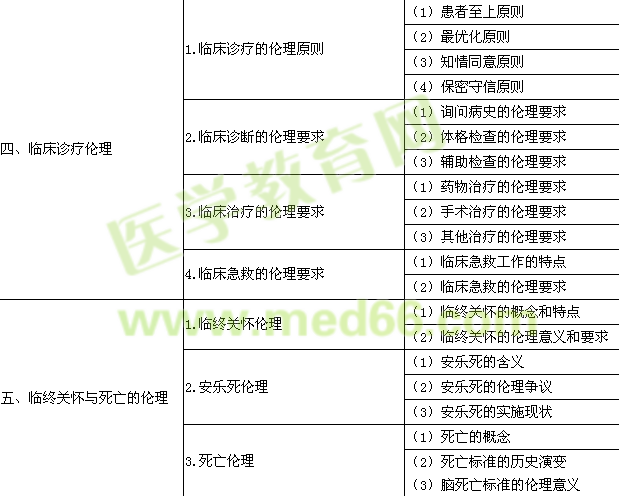 四、临床诊疗伦理
1.临床诊疗的伦理原则
（1）患者至上原则
（2）最优化原则
（3）知情同意原则
（4）保密守信原则
2.临床诊断的伦理要求
（1）询问病史的伦理要求
（2）体格检查的伦理要求
（3）辅助检查的伦理要求
3.临床治疗的伦理要求
（1）药物治疗的伦理要求
（2）手术治疗的伦理要求
（3）其他治疗的伦理要求
4.临床急救的伦理要求
（1）临床急救工作的特点
（2）临床急救的伦理要求
五、临终关怀与死亡的伦理
1.临终关怀伦理
（1）临终关怀的概念和特点
（2）临终关怀的伦理意义和要求
2.安乐死伦理
（1）安乐死的含义
（2）安乐死的伦理争议
（3）安乐死的实施现状
3.死亡伦理
（1）死亡的概念
（2）死亡标准的历史演变
（3）脑死亡标准的伦理意义
医学教育网
www.med66.com